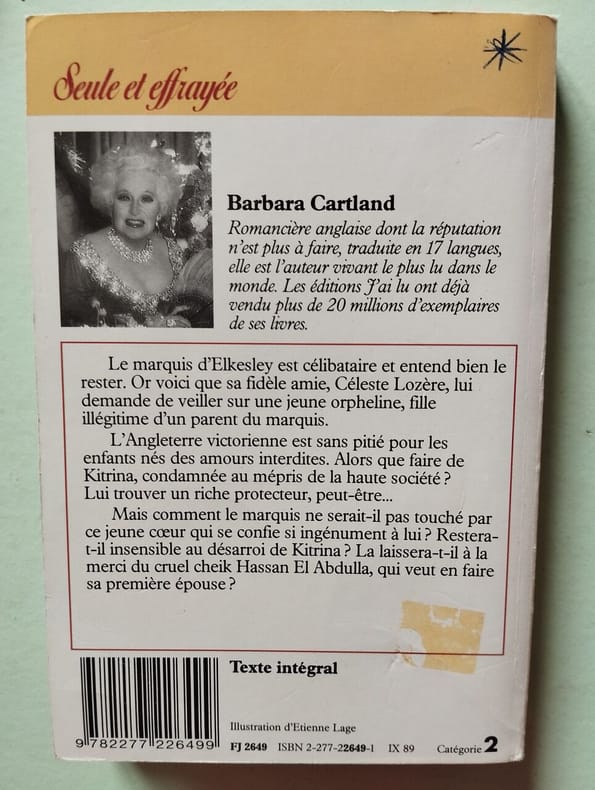 Seule et effrayée
Barbara Cartland
Romancière anglaise dont la réputation
n'est plus à faire, traduite en 17 langues,
elle est l'auteur vivant le plus lu dans le
monde. Les éditions J'ai lu ont déjà
vendu plus de 20 millions d'exemplaires
de ses livres.
Le marquis d'Elkesley est célibataire et entend bien le
rester. Or voici que sa fidèle amie, Céleste Lozère, lui
demande de veiller sur une jeune orpheline, fille
illégitime d'un parent du marquis.
L'Angleterre victorienne est sans pitié pour les
enfants nés des amours interdites. Alors que faire de
Kitrina, condamnée au mépris de la haute société ?
Lui trouver un riche protecteur, peut-être...
Mais comment le marquis ne serait-il pas touché par
ce jeune cœur qui se confie si ingénument à lui ? Restera-
t-il insensible au désarroi de Kitrina ? La laissera-t-il à la
merci du cruel cheik Hassan El Abdulla, qui veut en faire
sa première épouse ?
Texte intégral
Illustration d'Etienne Lage
9 782277 226499
FJ 2649 ISBN 2-277-22649-1 IX 89 Catégorie 2